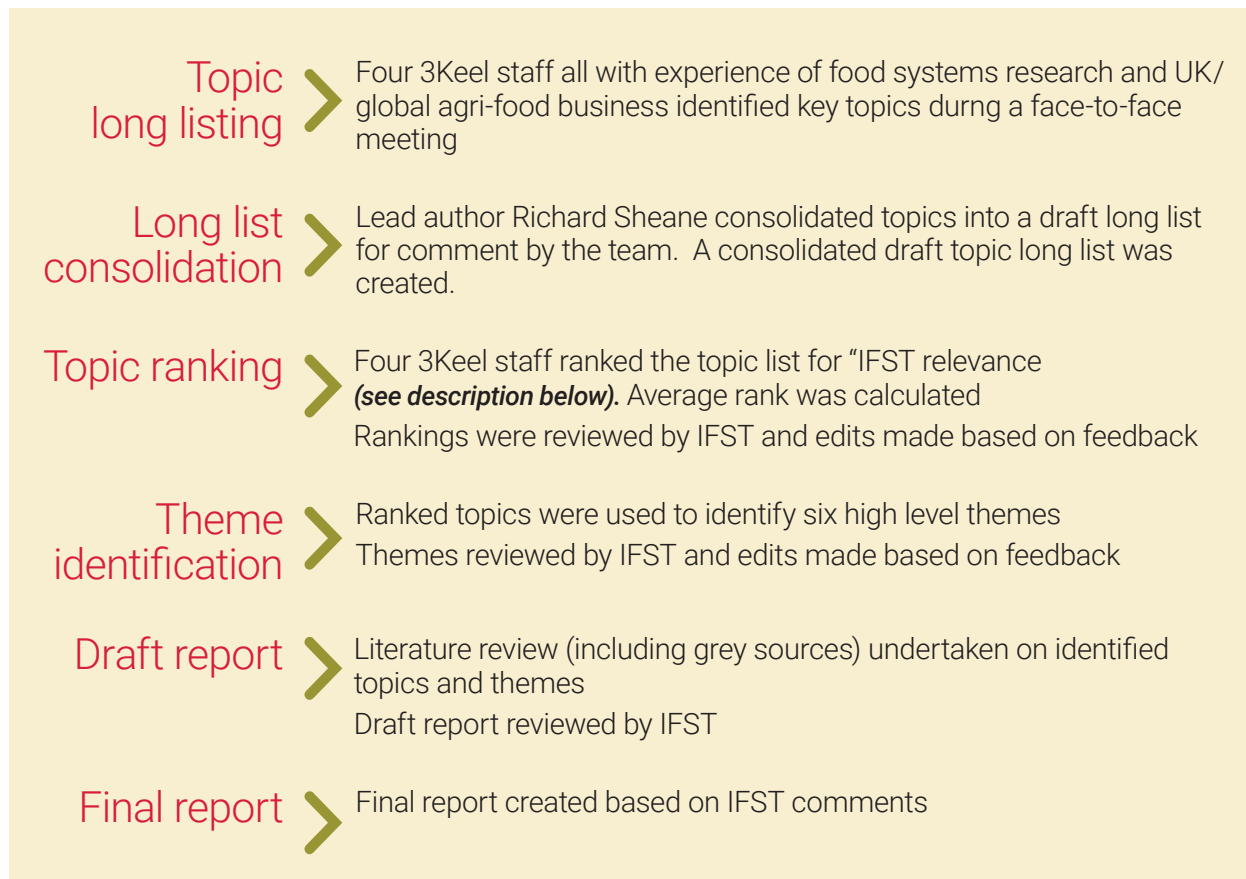 Topic
long listing
Four 3Keel staff all with experience of food systems research and UK/
global agri-food business identified key topics durng a face-to-face
meeting
Long list
consolidation
Lead author Richard Sheane consolidated topics into a draft long list
for comment by the team.  A consolidated draft topic long list was
created.
Topic ranking
Four 3Keel staff ranked the topic list for “IFST relevance
(see description below). Average rank was calculated
Rankings were reviewed by IFST and edits made based on feedback
Theme
identification
Ranked topics were used to identify six high level themes
Themes reviewed by IFST and edits made based on feedback
Draft report
Literature review (including grey sources) undertaken on identified
topics and themes
Draft report reviewed by IFST
Final report
Final report created based on IFST comments